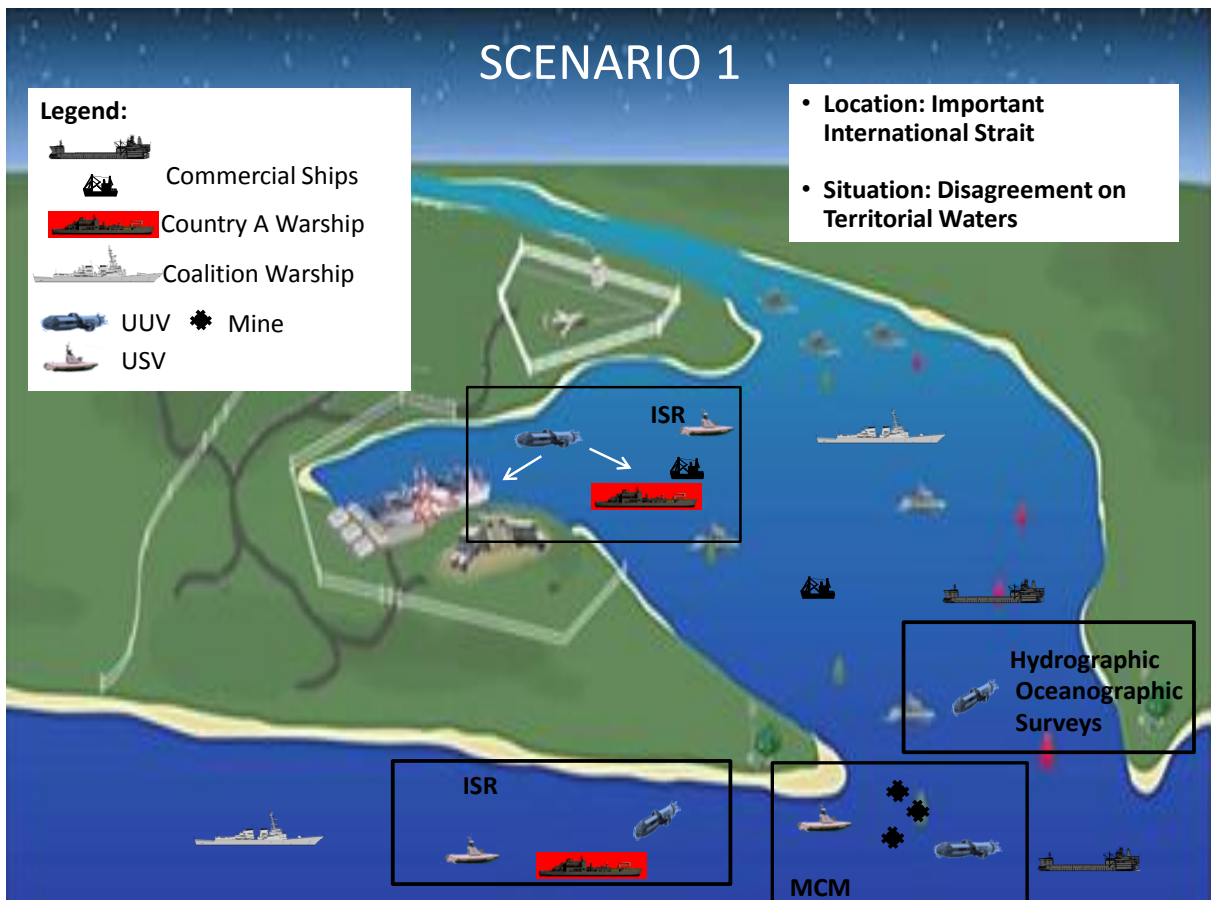 SCENARIO 1
Legend:
Commercial Ships
Country A Warship
Coalition Warship
UUV
Mine
USV
• Location: Important
International Strait
• Situation: Disagreement on
Territorial Waters
ISR
Hydrographic
Oceanographic
Surveys
ISR
MCM